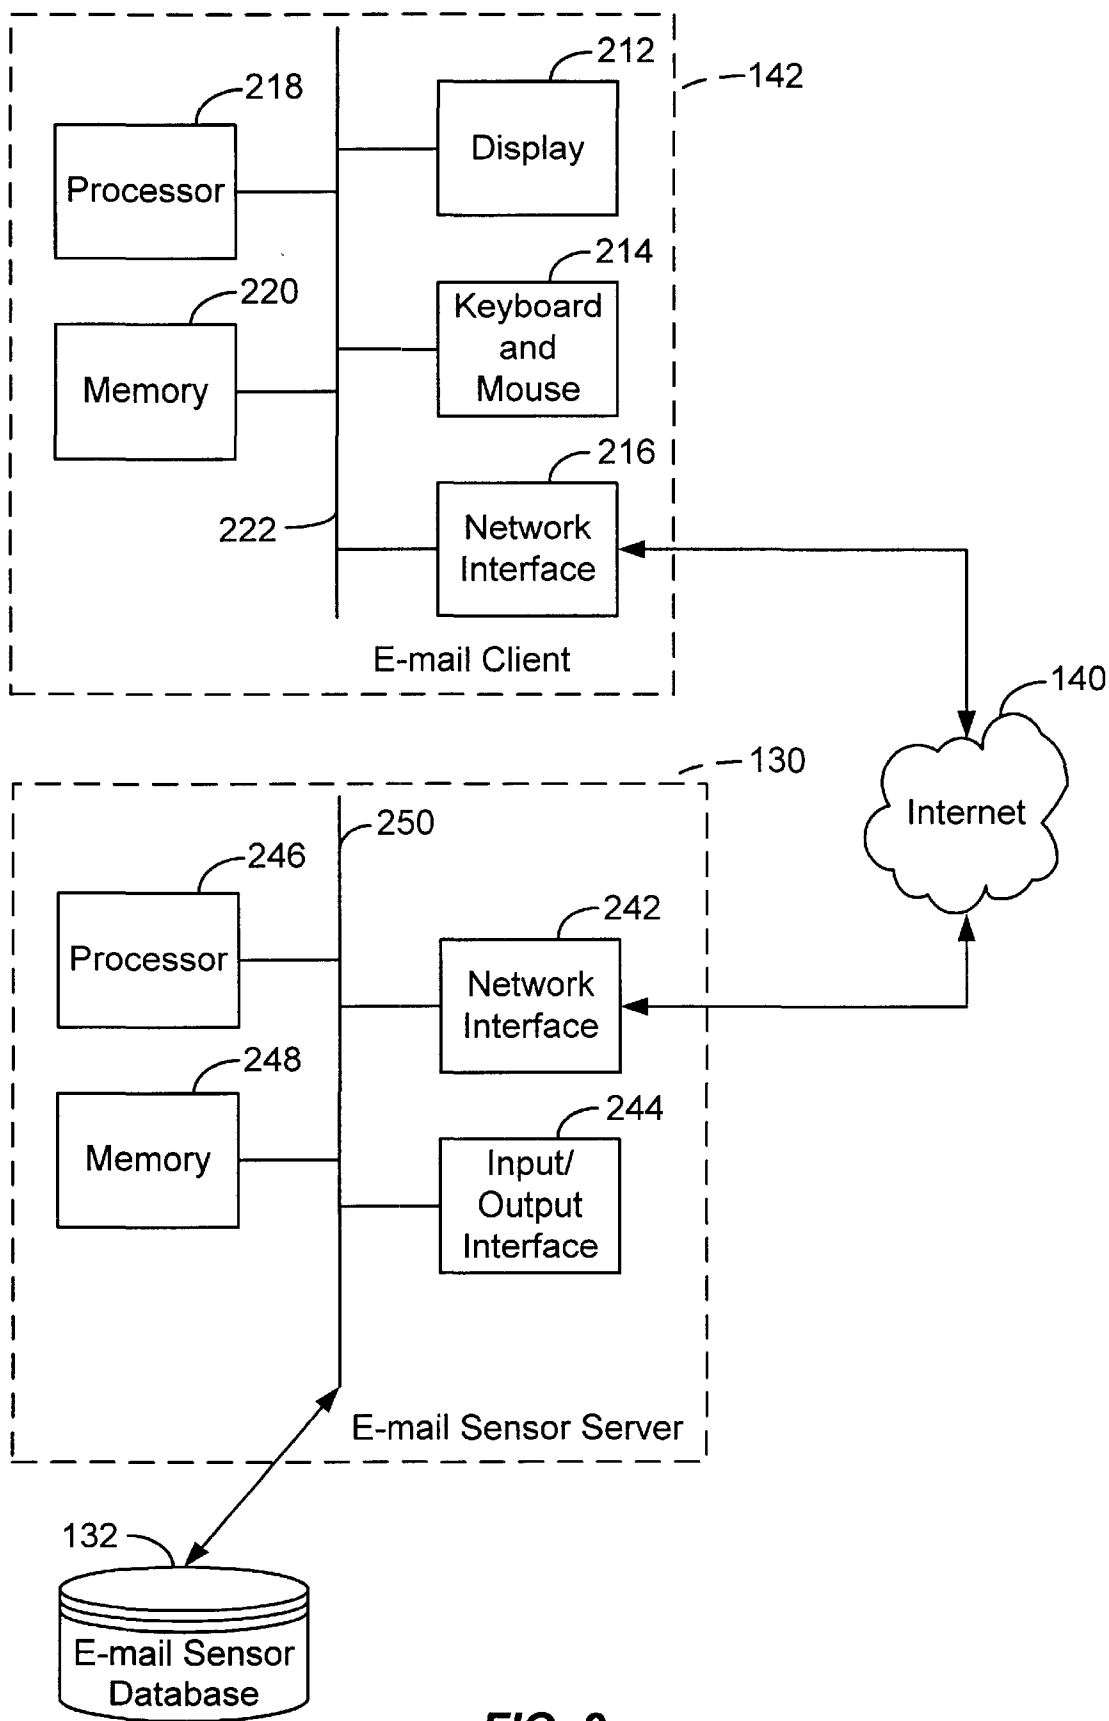 212
142
218
Display
Processor
214
220
Keyboard
and
Mouse
Memory
216
222
Network
Interface
E-mail Client
140
130
Internet
250
246
242
Processor
Network
Interface
248
244
Memory
Input/
Output
Interface
E-mail Sensor Server
132
E-mail Sensor
Database